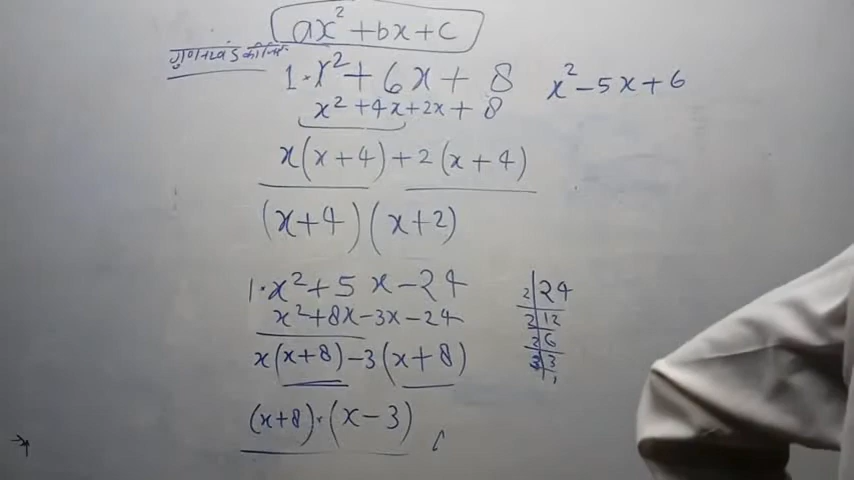 ax² + bx + c
गुणनखंड कीजिए
1·x² + 6x + 8
x² - 5x + 6
x² + 4x + 2x + 8
x(x + 4) + 2(x + 4)
(x + 4)(x + 2)
1·x² + 5x - 24
x² + 8x - 3x - 24
x(x + 8) - 3(x + 8)
(x + 8)·(x - 3)
2|24
2|12
2|6
3|3
1